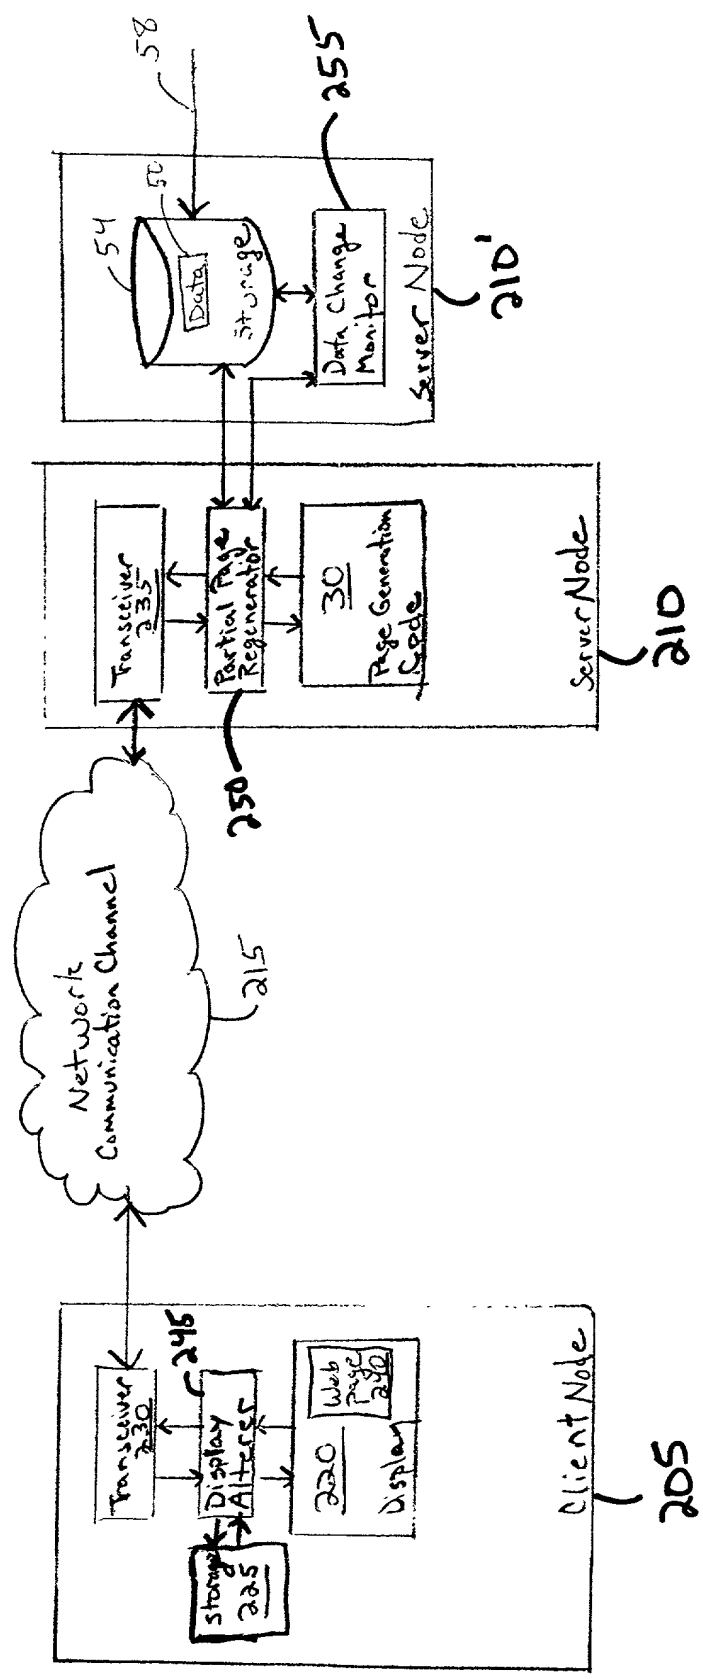 Transceiver
230
245
Display
Alterer
Storage
225
220
Display
Web
Page
240
Client Node
205
Network
Communication Channel
215
Transceiver
235
Partial Page
Regenerator
250
30
Page Generation
Code
Server Node
210
54
50
Data
Storage
58
255
Data Change
Monitor
Server Node
210'